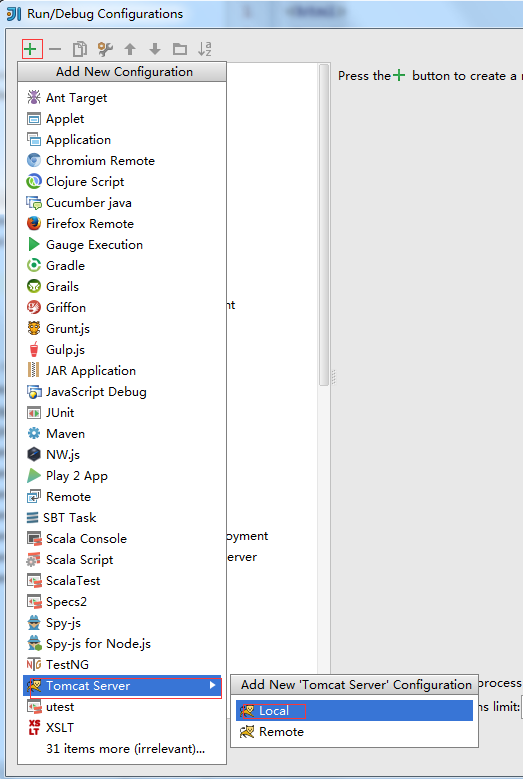 Run/Debug Configurations
<html>
Add New Configuration
Press the + button to create a
Ant Target
Applet
Application
Chromium Remote
Clojure Script
Cucumber java
Firefox Remote
Gauge Execution
Gradle
Grails
Griffon
nt
Grunt.js
Gulp.js
JAR Application
JavaScript Debug
JUnit
Maven
NW.js
Play 2 App
Remote
SBT Task
Scala Console
oyment
Scala Script
erver
ScalaTest
Specs2
Spy-js
Spy-js for Node.js
TestNG
Tomcat Server
Add New 'Tomcat Server' Configuration
process
utest
Local
ns limit:
XSLT
Remote
31 items more (irrelevant)...